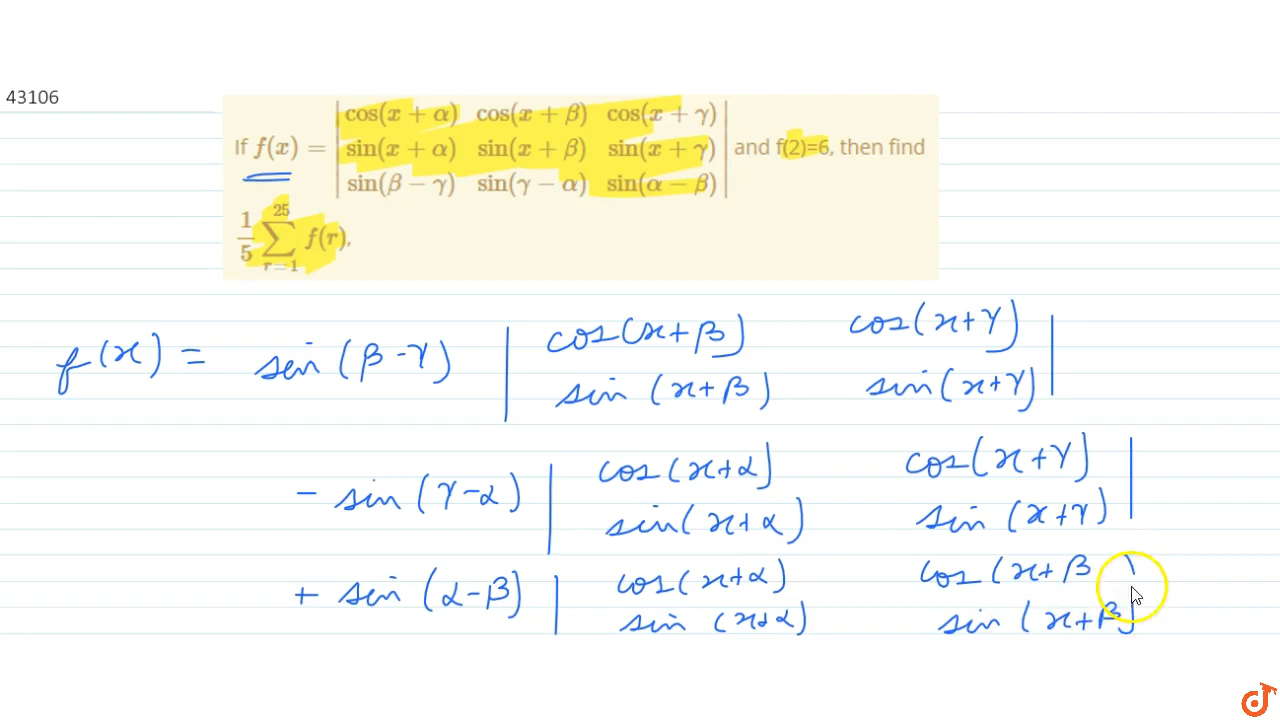 43106
If f(x) = | cos(x + α) cos(x + β) cos(x + γ) |
| sin(x + α) sin(x + β) sin(x + γ) | and f(2)=6, then find
| sin(β − γ) sin(γ − α) sin(α − β) |
1/5 ∑_{r=1}^{25} f(r),
f(x) = sin (β-γ) | cos(x+β) cos(x+γ) |
| sin (x+β) sin(x+γ) |
- sin (γ-α) | cos(x+α) cos(x+γ) |
| sin(x+α) sin (x+γ) |
+ sin (α-β) | cos(x+α) cos(x+β )
| sin (x+α) sin (x+β)